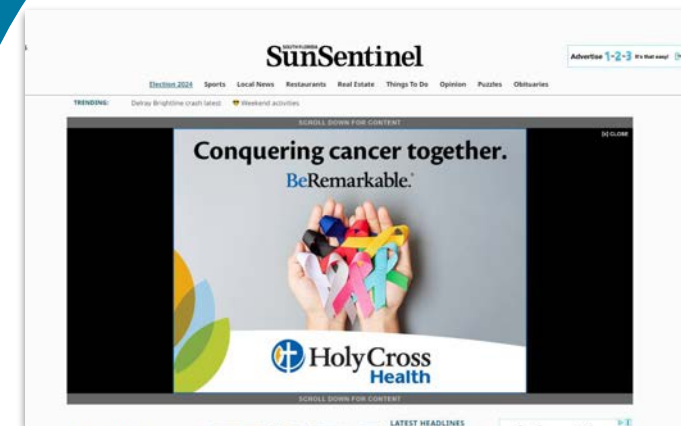 SOUTH FLORIDA
SunSentinel
Advertise 1-2-3 It's that easy!
Election 2024 Sports Local News Restaurants Real Estate Things To Do Opinion Puzzles Obituaries
TRENDING: Delray Brightline crash latest 😎 Weekend activities
SCROLL DOWN FOR CONTENT
[x] CLOSE
Conquering cancer together.
BeRemarkable.
HolyCross
Health
SCROLL DOWN FOR CONTENT
LATEST HEADLINES